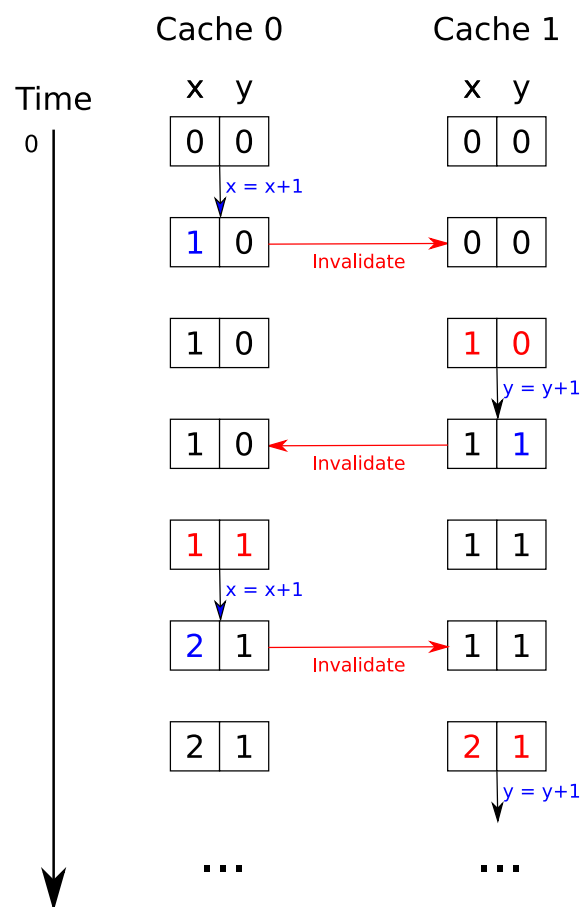 Cache 0 Cache 1
Time x y x y
0 0 0 0 0
x = x+1
1 0 0 0
Invalidate
1 0 1 0
y = y+1
1 0 1 1
Invalidate
1 1 1 1
x = x+1
2 1 1 1
Invalidate
2 1 2 1
y = y+1
... ...